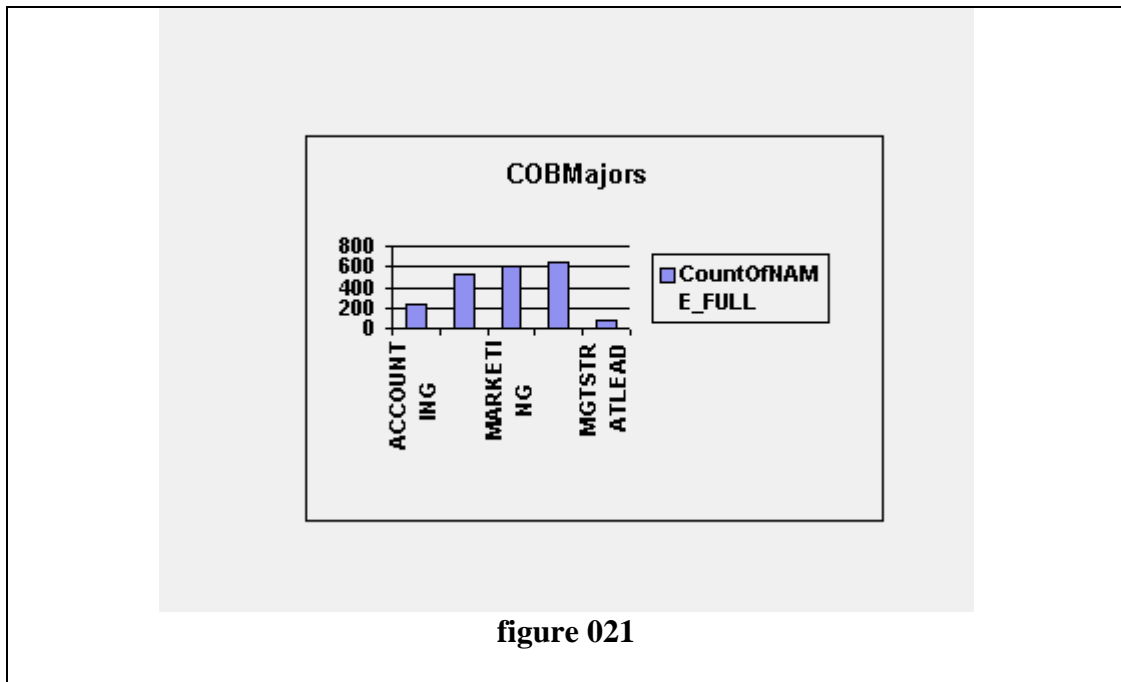 COBMajors
800
600
400
200
0
ACCOUNT
ING
MARKETI
NG
MGTSTR
ATLEAD
CountOfNAM
E_FULL
figure 021